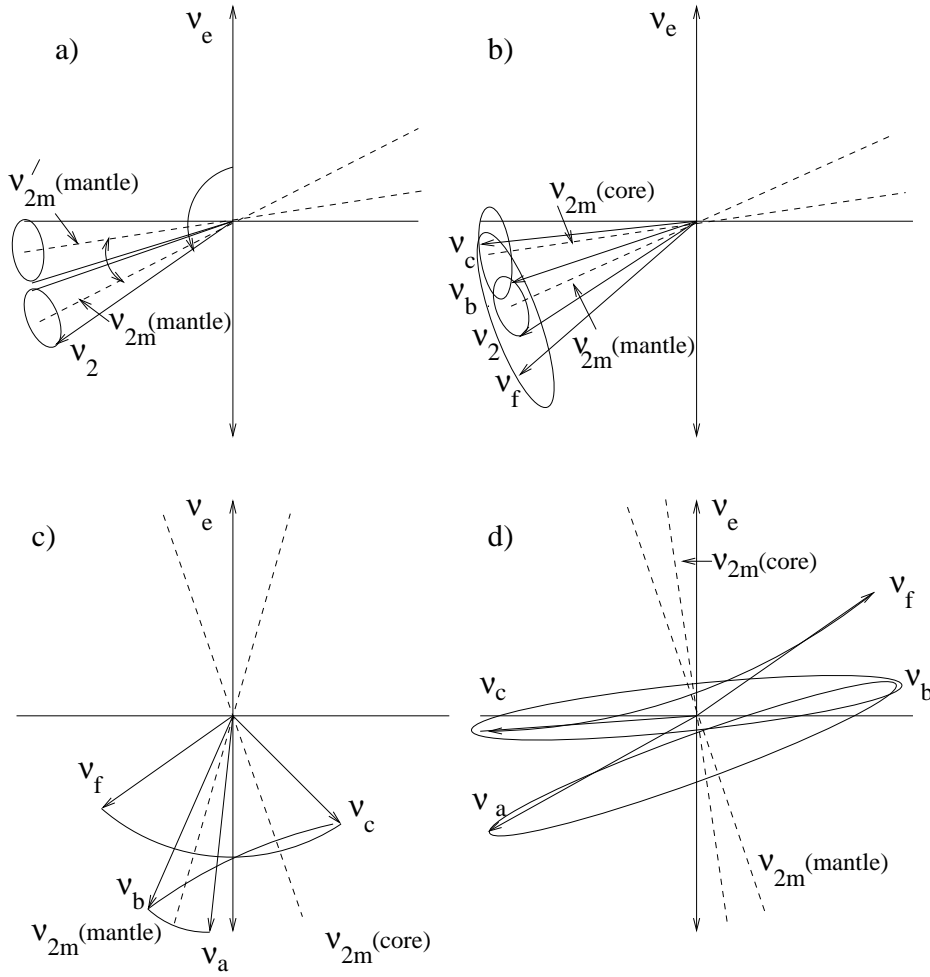 a)
ν_e
ν′_2m(mantle)
ν_2m(mantle)
ν_2
b)
ν_e
ν_2m(core)
ν_c
ν_b
ν_2
ν_2m(mantle)
ν_f
c)
ν_e
ν_f
ν_c
ν_b
ν_2m(mantle)
ν_a
ν_2m(core)
d)
ν_e
ν_2m(core)
ν_f
ν_c
ν_b
ν_a
ν_2m(mantle)